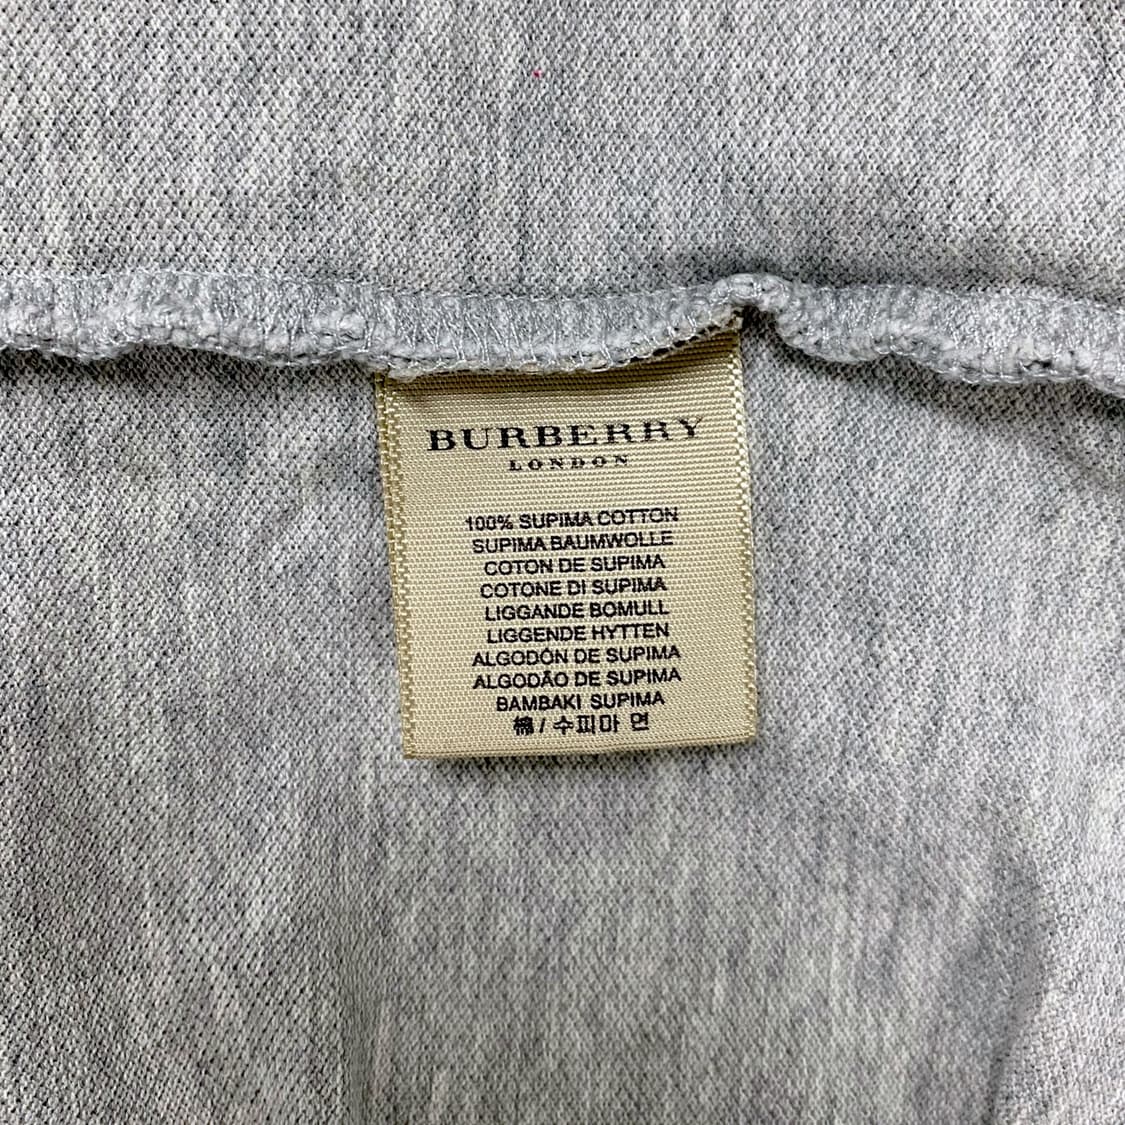 BURBERRY
LONDON
100% SUPIMA COTTON
SUPIMA BAUMWOLLE
COTON DE SUPIMA
COTONE DI SUPIMA
LIGGANDE BOMULL
LIGGENDE HYTTEN
ALGODÓN DE SUPIMA
ALGODÃO DE SUPIMA
BAMBAKI SUPIMA
棉 / 수피마 면